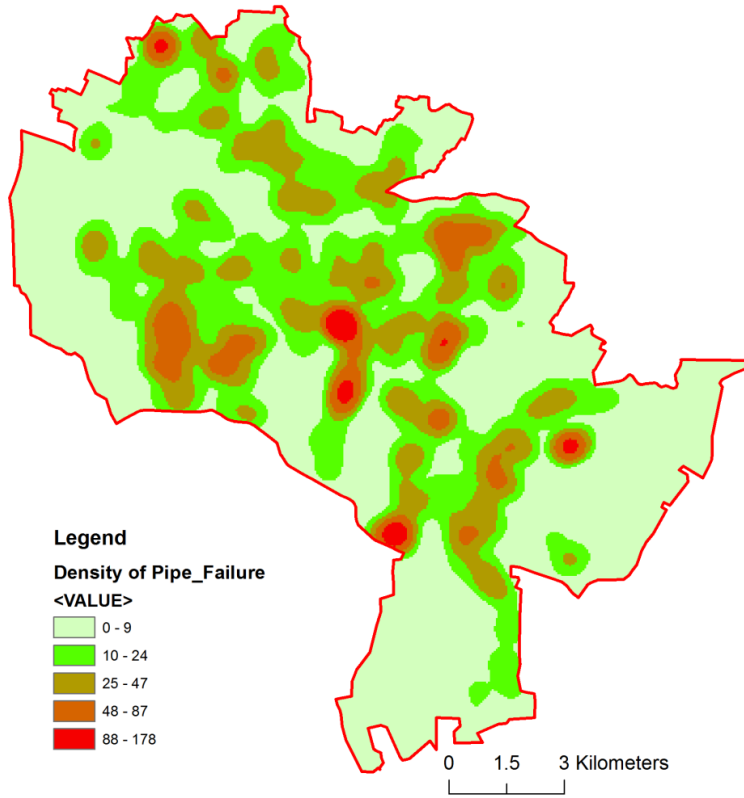 Legend
Density of Pipe_Failure
<VALUE>
0 - 9
10 - 24
25 - 47
48 - 87
88 - 178
0 1.5 3 Kilometers